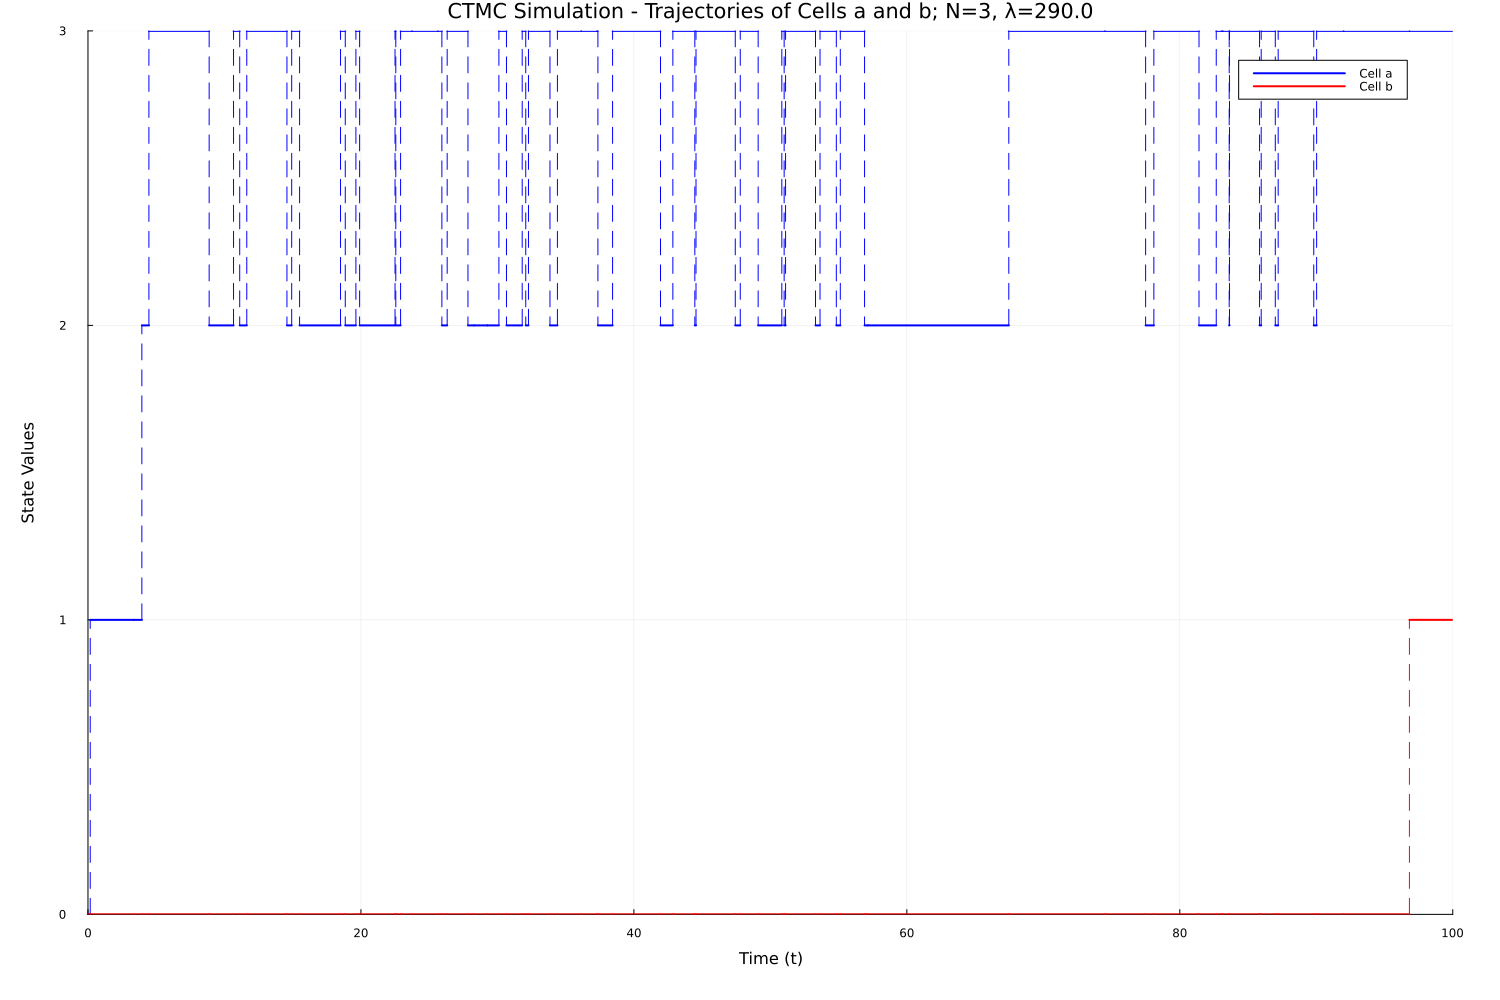 CTMC Simulation - Trajectories of Cells a and b; N=3, λ=290.0
3
Cell a
Cell b
2
State Values
1
0
0 20 40 60 80 100
Time (t)